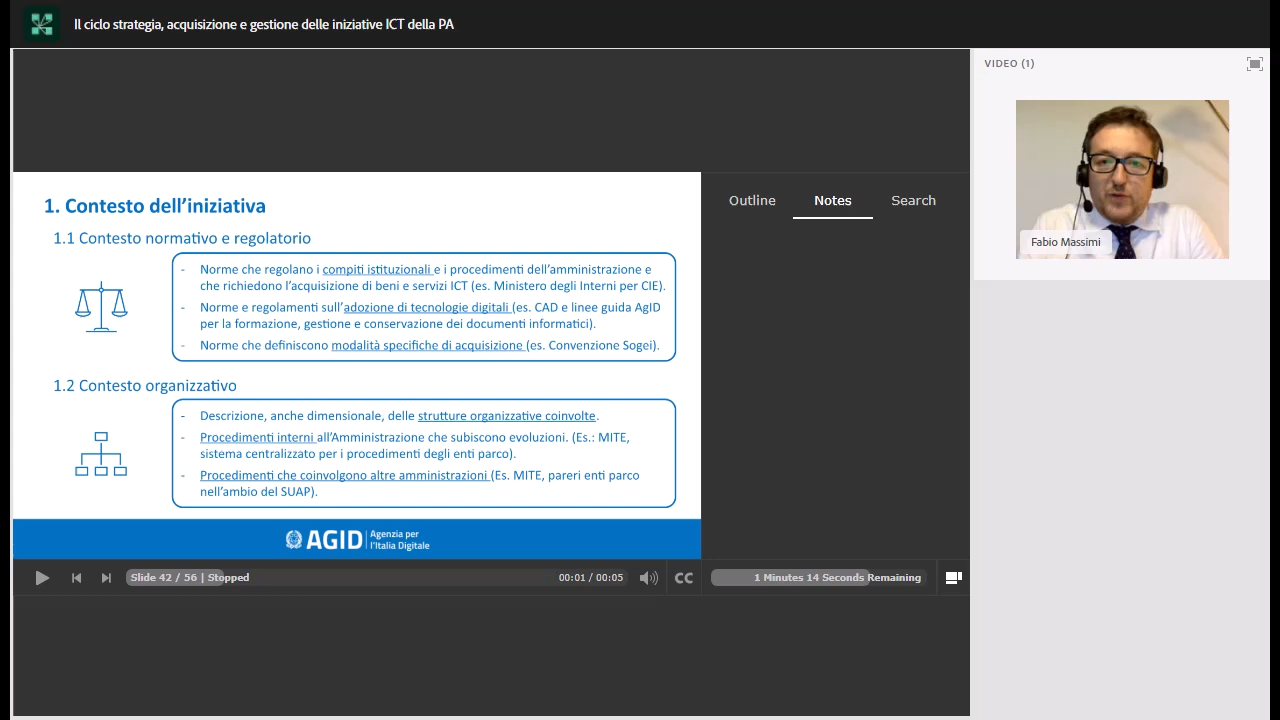 Il ciclo strategia, acquisizione e gestione delle iniziative ICT della PA
VIDEO (1)
Fabio Massimi
Outline Notes Search
1. Contesto dell'iniziativa
1.1 Contesto normativo e regolatorio
- Norme che regolano i compiti istituzionali e i procedimenti dell'amministrazione e
che richiedono l'acquisizione di beni e servizi ICT (es. Ministero degli Interni per CIE).
- Norme e regolamenti sull'adozione di tecnologie digitali (es. CAD e linee guida AgID
per la formazione, gestione e conservazione dei documenti informatici).
- Norme che definiscono modalità specifiche di acquisizione (es. Convenzione Sogei).
1.2 Contesto organizzativo
- Descrizione, anche dimensionale, delle strutture organizzative coinvolte.
- Procedimenti interni all'Amministrazione che subiscono evoluzioni. (Es.: MITE,
sistema centralizzato per i procedimenti degli enti parco).
- Procedimenti che coinvolgono altre amministrazioni (Es. MITE, pareri enti parco
nell'ambio del SUAP).
AGID Agenzia per
l'Italia Digitale
Slide 42 / 56 | Stopped
00:01 / 00:05
CC
1 Minutes 14 Seconds Remaining